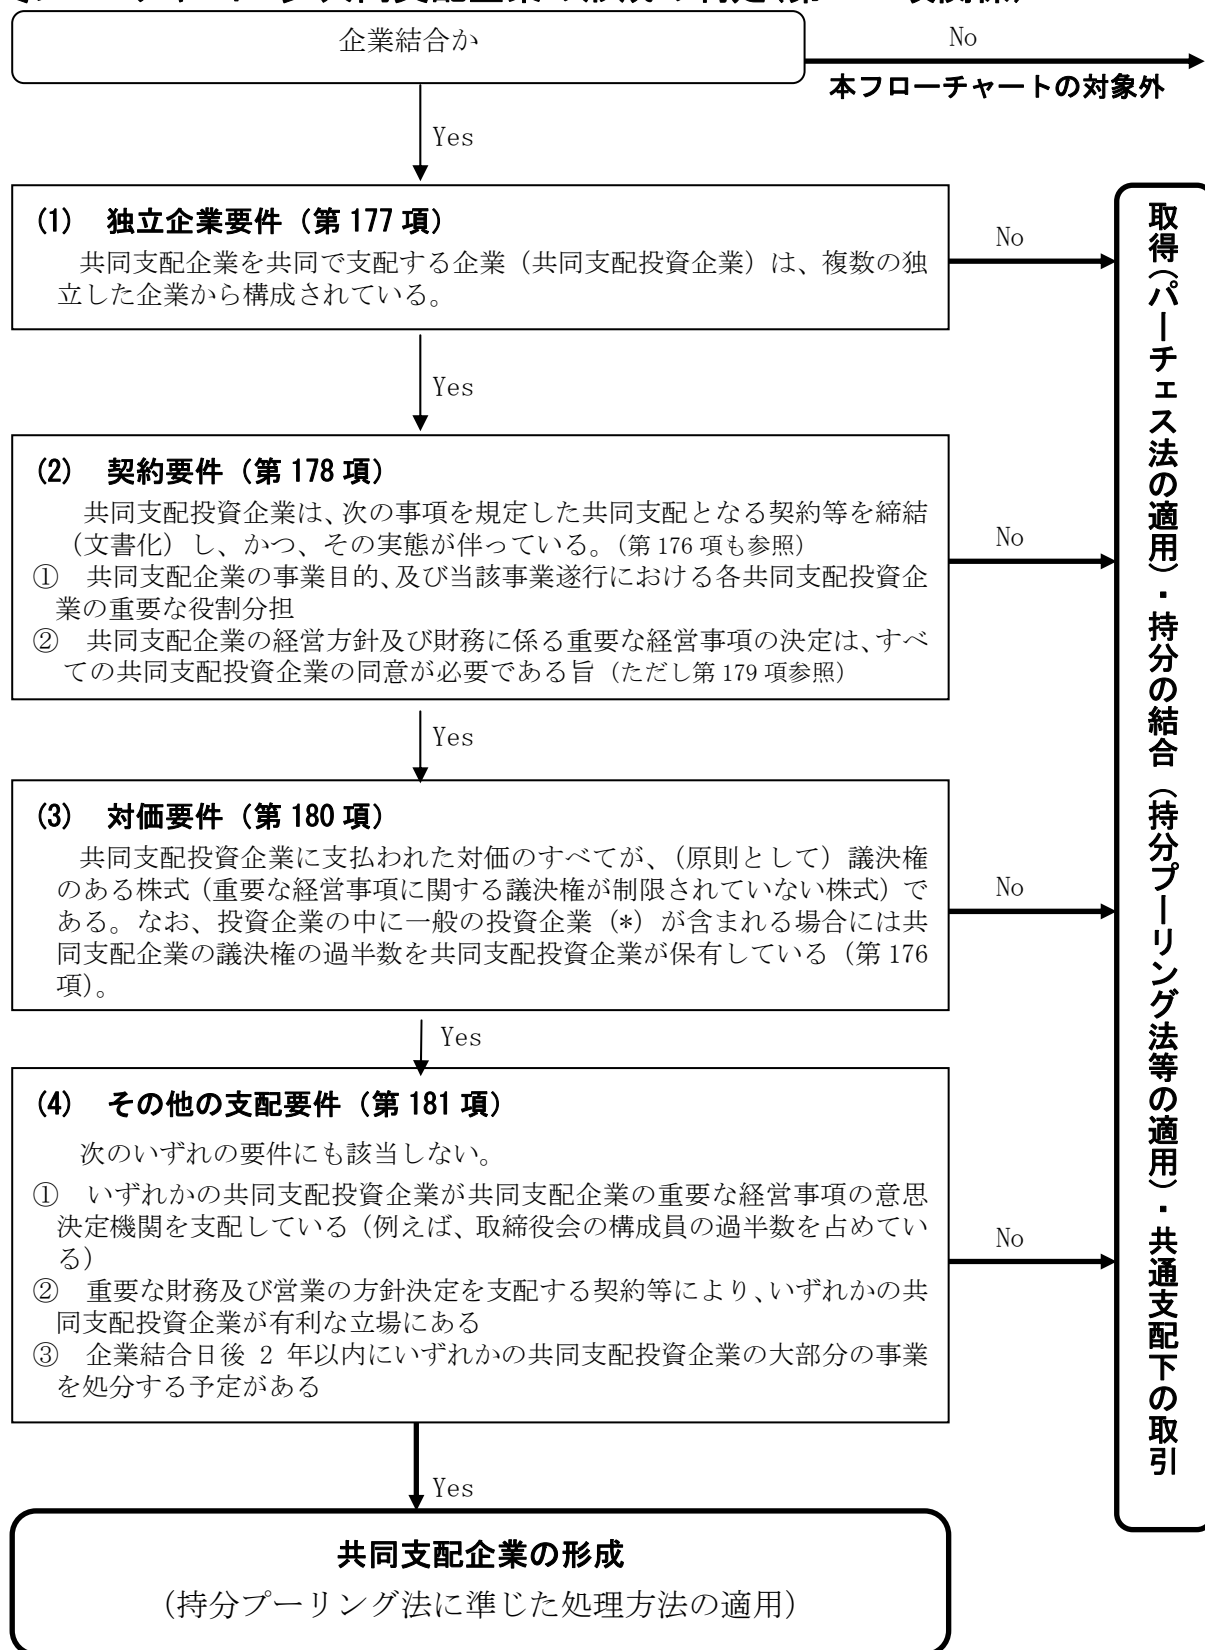 企業結合か
No
本フローチャートの対象外
Yes
(1) 独立企業要件（第 177 項）
共同支配企業を共同で支配する企業（共同支配投資企業）は、複数の独
立した企業から構成されている。
No
Yes
(2) 契約要件（第 178 項）
共同支配投資企業は、次の事項を規定した共同支配となる契約等を締結
（文書化）し、かつ、その実態が伴っている。（第 176 項も参照）
① 共同支配企業の事業目的、及び当該事業遂行における各共同支配投資企
業の重要な役割分担
② 共同支配企業の経営方針及び財務に係る重要な経営事項の決定は、すべ
ての共同支配投資企業の同意が必要である旨（ただし第 179 項参照）
No
Yes
(3) 対価要件（第 180 項）
共同支配投資企業に支払われた対価のすべてが、（原則として）議決権
のある株式（重要な経営事項に関する議決権が制限されていない株式）で
ある。なお、投資企業の中に一般の投資企業（*）が含まれる場合には共
同支配企業の議決権の過半数を共同支配投資企業が保有している（第 176
項）。
No
Yes
(4) その他の支配要件（第 181 項）
次のいずれの要件にも該当しない。
① いずれかの共同支配投資企業が共同支配企業の重要な経営事項の意思
決定機関を支配している（例えば、取締役会の構成員の過半数を占めてい
る）
② 重要な財務及び営業の方針決定を支配する契約等により、いずれかの共
同支配投資企業が有利な立場にある
③ 企業結合日後 2 年以内にいずれかの共同支配投資企業の大部分の事業
を処分する予定がある
No
Yes
共同支配企業の形成
（持分プーリング法に準じた処理方法の適用）
取得（パーチェス法の適用）・持分の結合（持分プーリング法等の適用）・共通支配下の取引